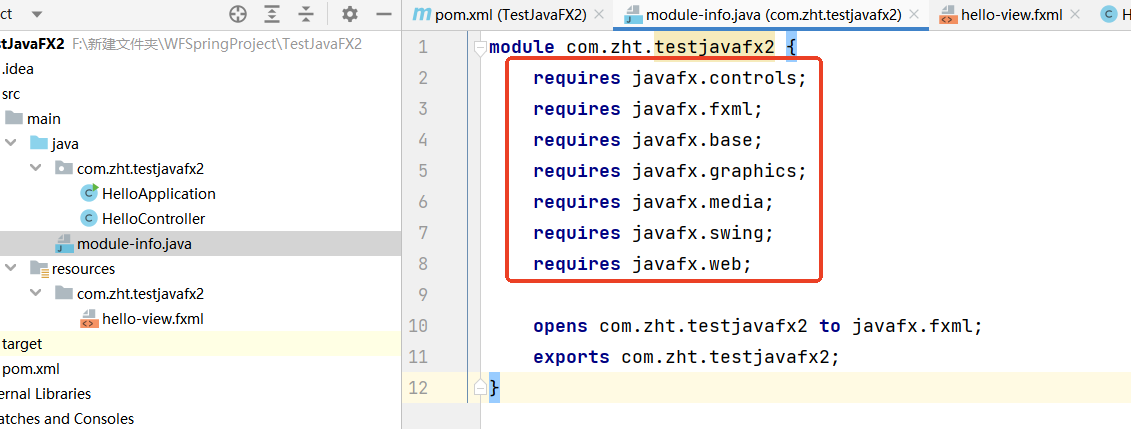 ct
pom.xml (TestJavaFX2)
module-info.java (com.zht.testjavafx2)
hello-view.fxml
H
stJavaFX2 F:\新建文件夹\WFSpringProject\TestJavaFX2
.idea
src
main
java
com.zht.testjavafx2
HelloApplication
HelloController
module-info.java
resources
com.zht.testjavafx2
hello-view.fxml
target
pom.xml
ernal Libraries
atches and Consoles
1 module com.zht.testjavafx2 {
2 requires javafx.controls;
3 requires javafx.fxml;
4 requires javafx.base;
5 requires javafx.graphics;
6 requires javafx.media;
7 requires javafx.swing;
8 requires javafx.web;
9
10 opens com.zht.testjavafx2 to javafx.fxml;
11 exports com.zht.testjavafx2;
12 }